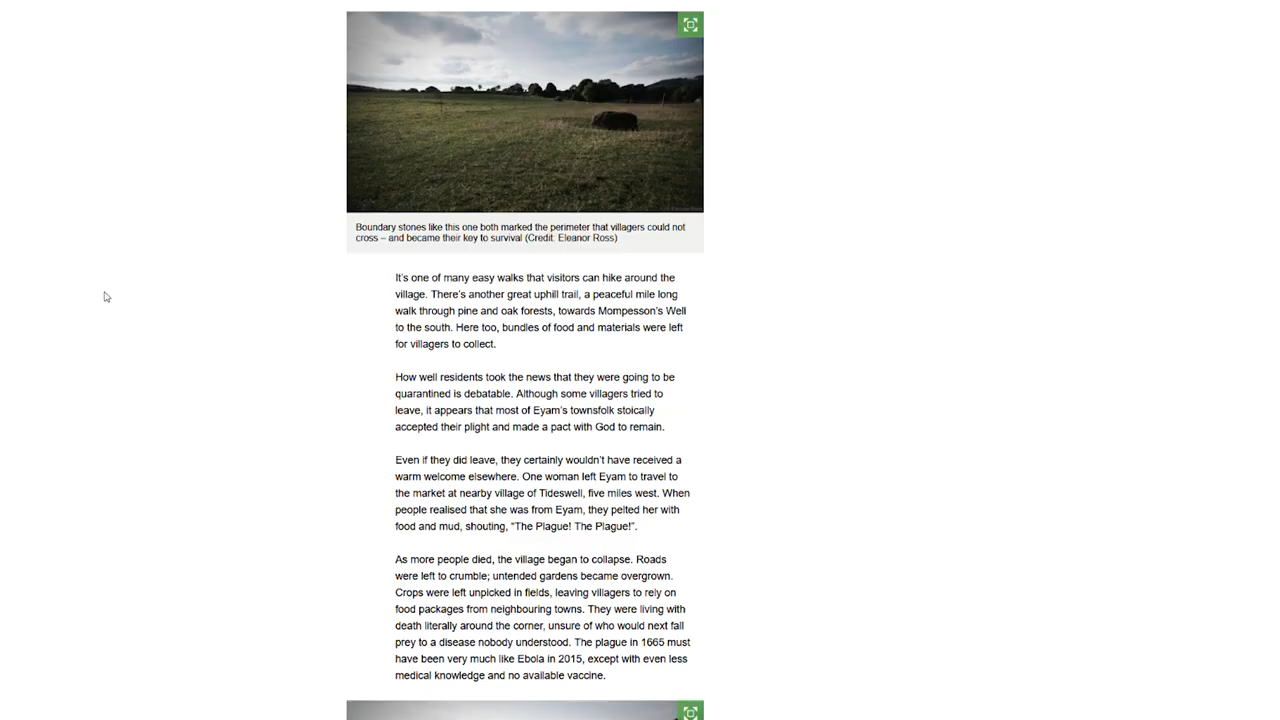 Boundary stones like this one both marked the perimeter that villagers could not
cross – and became their key to survival (Credit: Eleanor Ross)
It’s one of many easy walks that visitors can hike around the
village. There’s another great uphill trail, a peaceful mile long
walk through pine and oak forests, towards Mompesson’s Well
to the south. Here too, bundles of food and materials were left
for villagers to collect.
How well residents took the news that they were going to be
quarantined is debatable. Although some villagers tried to
leave, it appears that most of Eyam’s townsfolk stoically
accepted their plight and made a pact with God to remain.
Even if they did leave, they certainly wouldn’t have received a
warm welcome elsewhere. One woman left Eyam to travel to
the market at nearby village of Tideswell, five miles west. When
people realised that she was from Eyam, they pelted her with
food and mud, shouting, “The Plague! The Plague!”.
As more people died, the village began to collapse. Roads
were left to crumble; untended gardens became overgrown.
Crops were left unpicked in fields, leaving villagers to rely on
food packages from neighbouring towns. They were living with
death literally around the corner, unsure of who would next fall
prey to a disease nobody understood. The plague in 1665 must
have been very much like Ebola in 2015, except with even less
medical knowledge and no available vaccine.